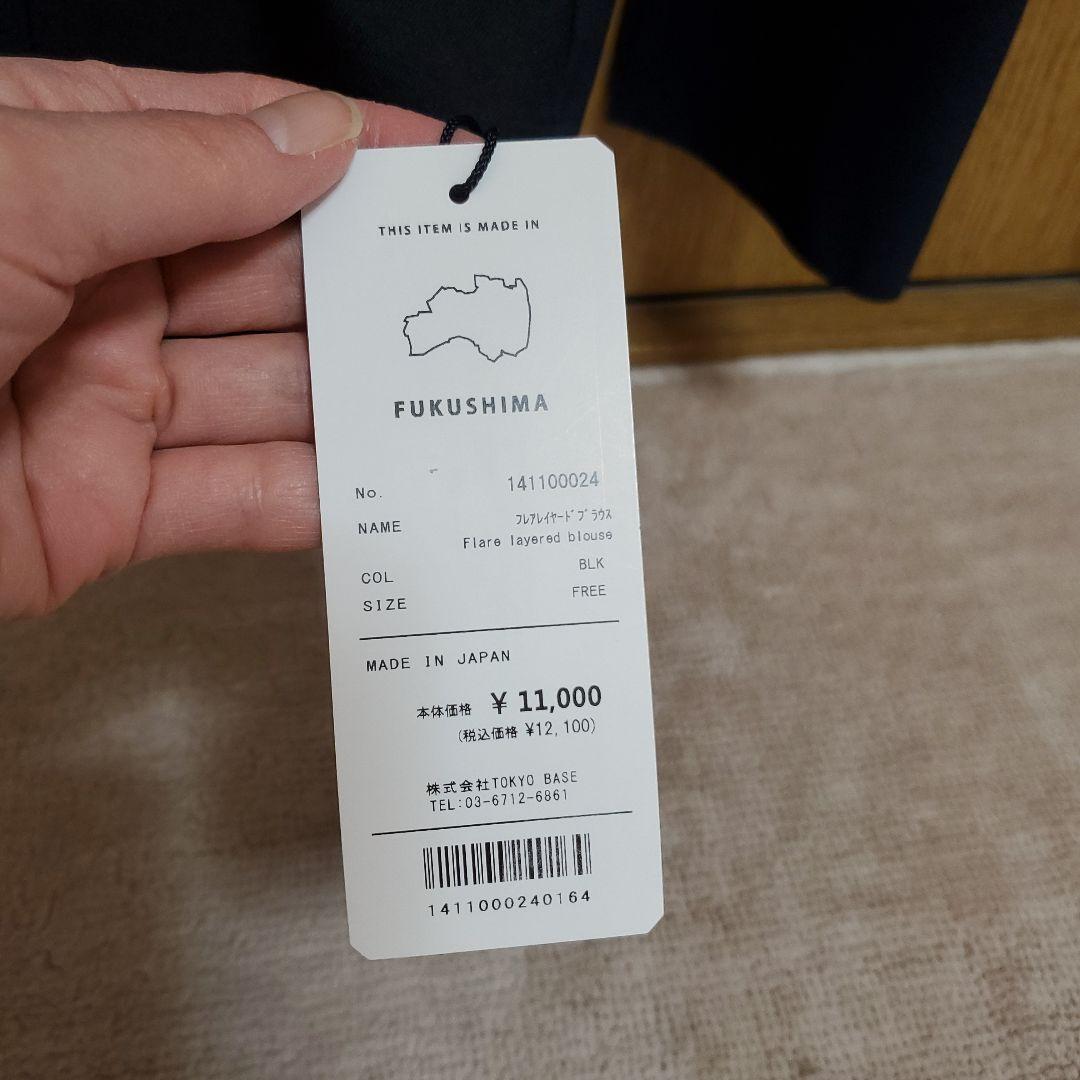 THIS ITEM IS MADE IN
FUKUSHIMA
No. 141100024
NAME ﾌﾚｱﾚｲﾔｰﾄﾞﾌﾞﾗｳｽ
Flare layered blouse
COL BLK
SIZE FREE
MADE IN JAPAN
本体価格 ¥ 11,000
(税込価格 ¥12,100)
株式会社TOKYO BASE
TEL:03-6712-6861
1411000240164